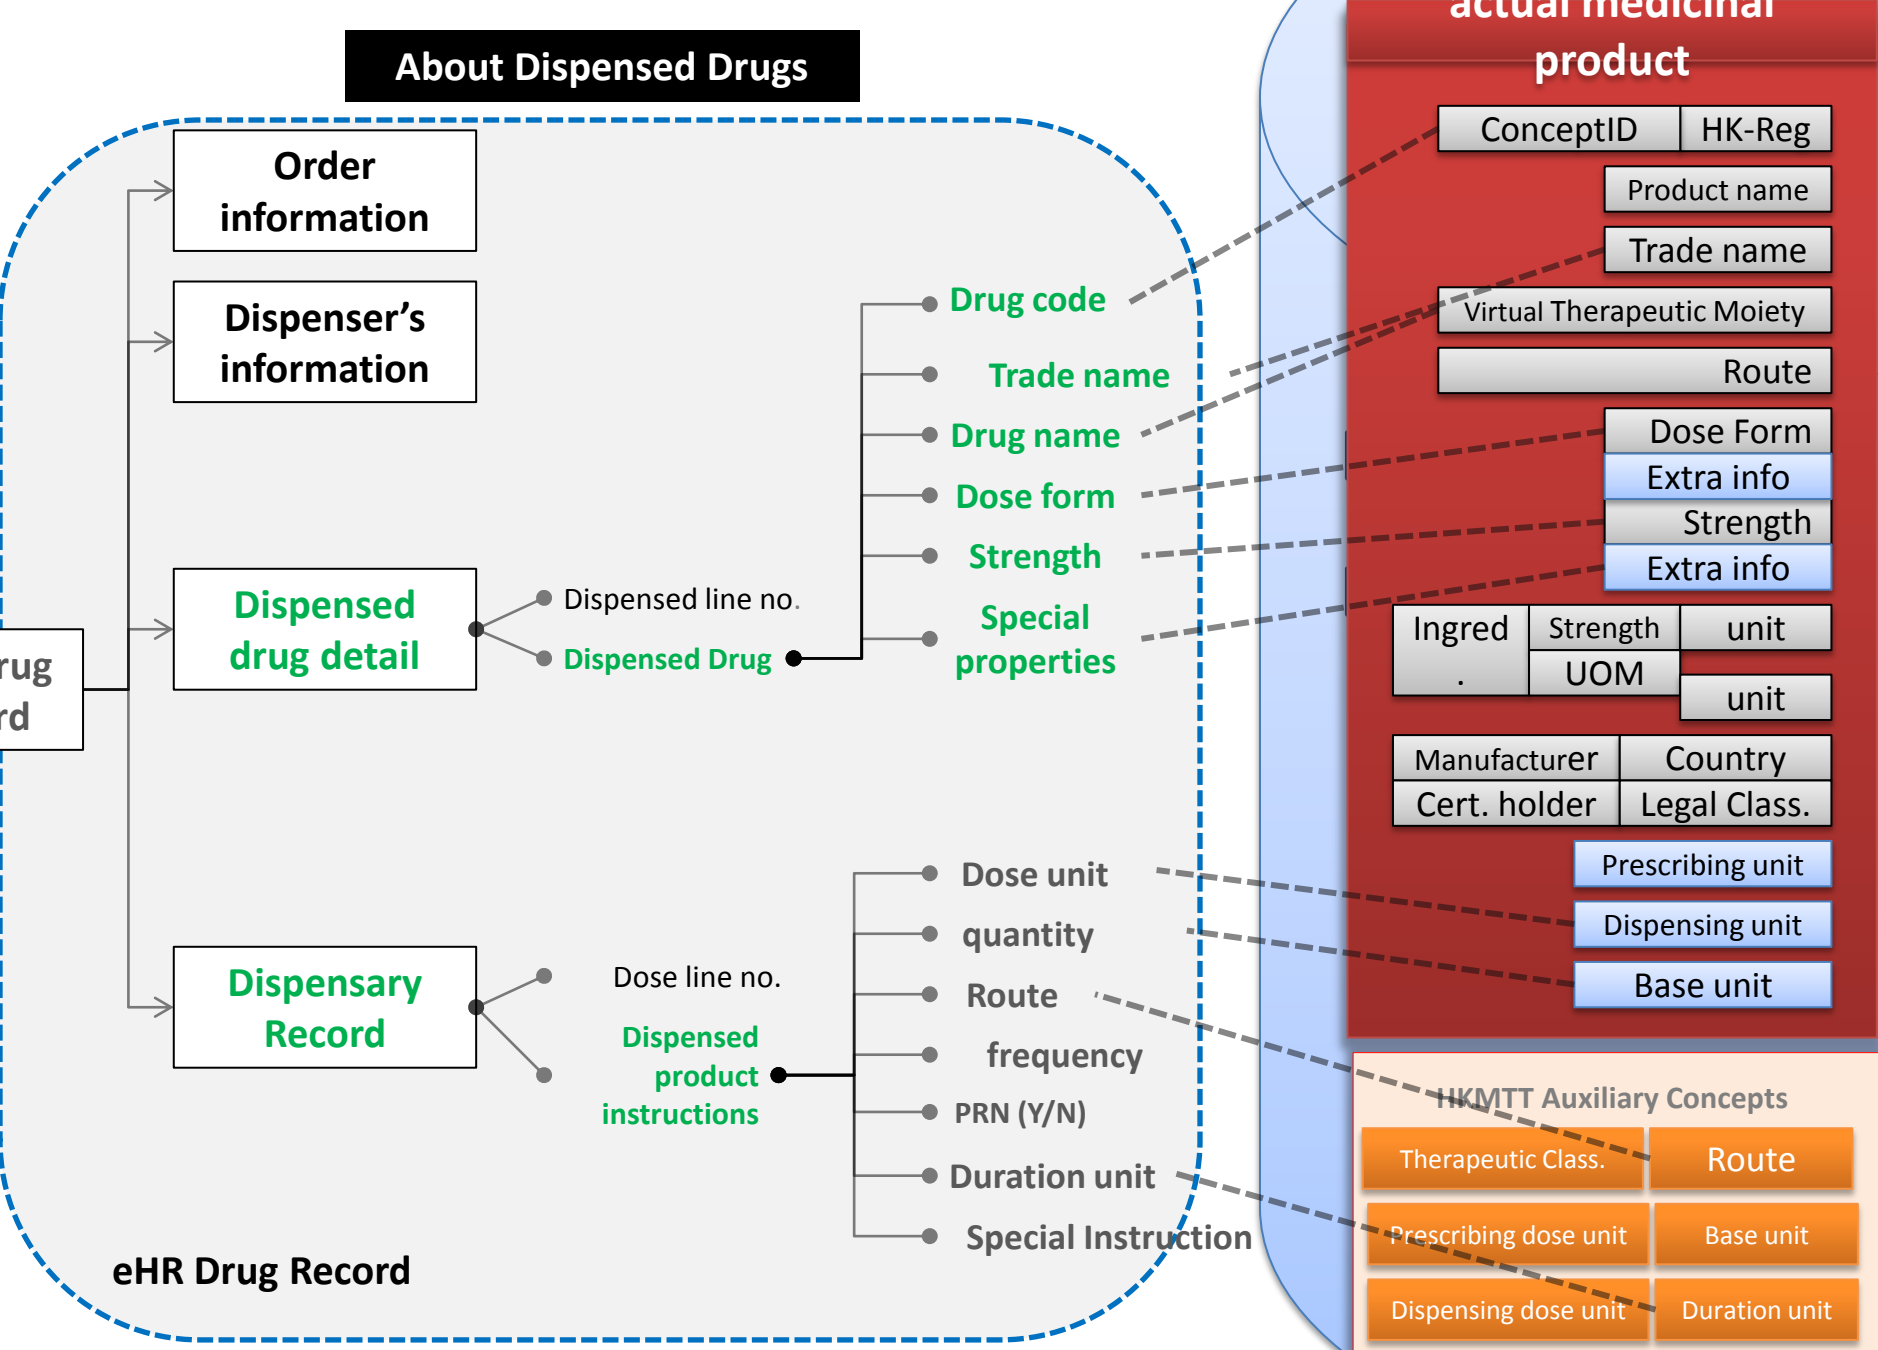 About Dispensed Drugs
Order
information
Dispenser's
information
Dispensed
drug detail
Dispensary
Record
eHR Drug Record
Dispensed line no.
Dispensed Drug
Dose line no.
Dispensed
product
instructions
Drug code
Trade name
Drug name
Dose form
Strength
Special
properties
Dose unit
quantity
Route
frequency
PRN (Y/N)
Duration unit
Special Instruction
actual medicinal
product
ConceptID HK-Reg
Product name
Trade name
Virtual Therapeutic Moiety
Route
Dose Form
Extra info
Strength
Extra info
Ingred
.
Strength unit
UOM
unit
Manufacturer Country
Cert. holder Legal Class.
Prescribing unit
Dispensing unit
Base unit
HKMTT Auxiliary Concepts
Therapeutic Class. Route
Prescribing dose unit Base unit
Dispensing dose unit Duration unit